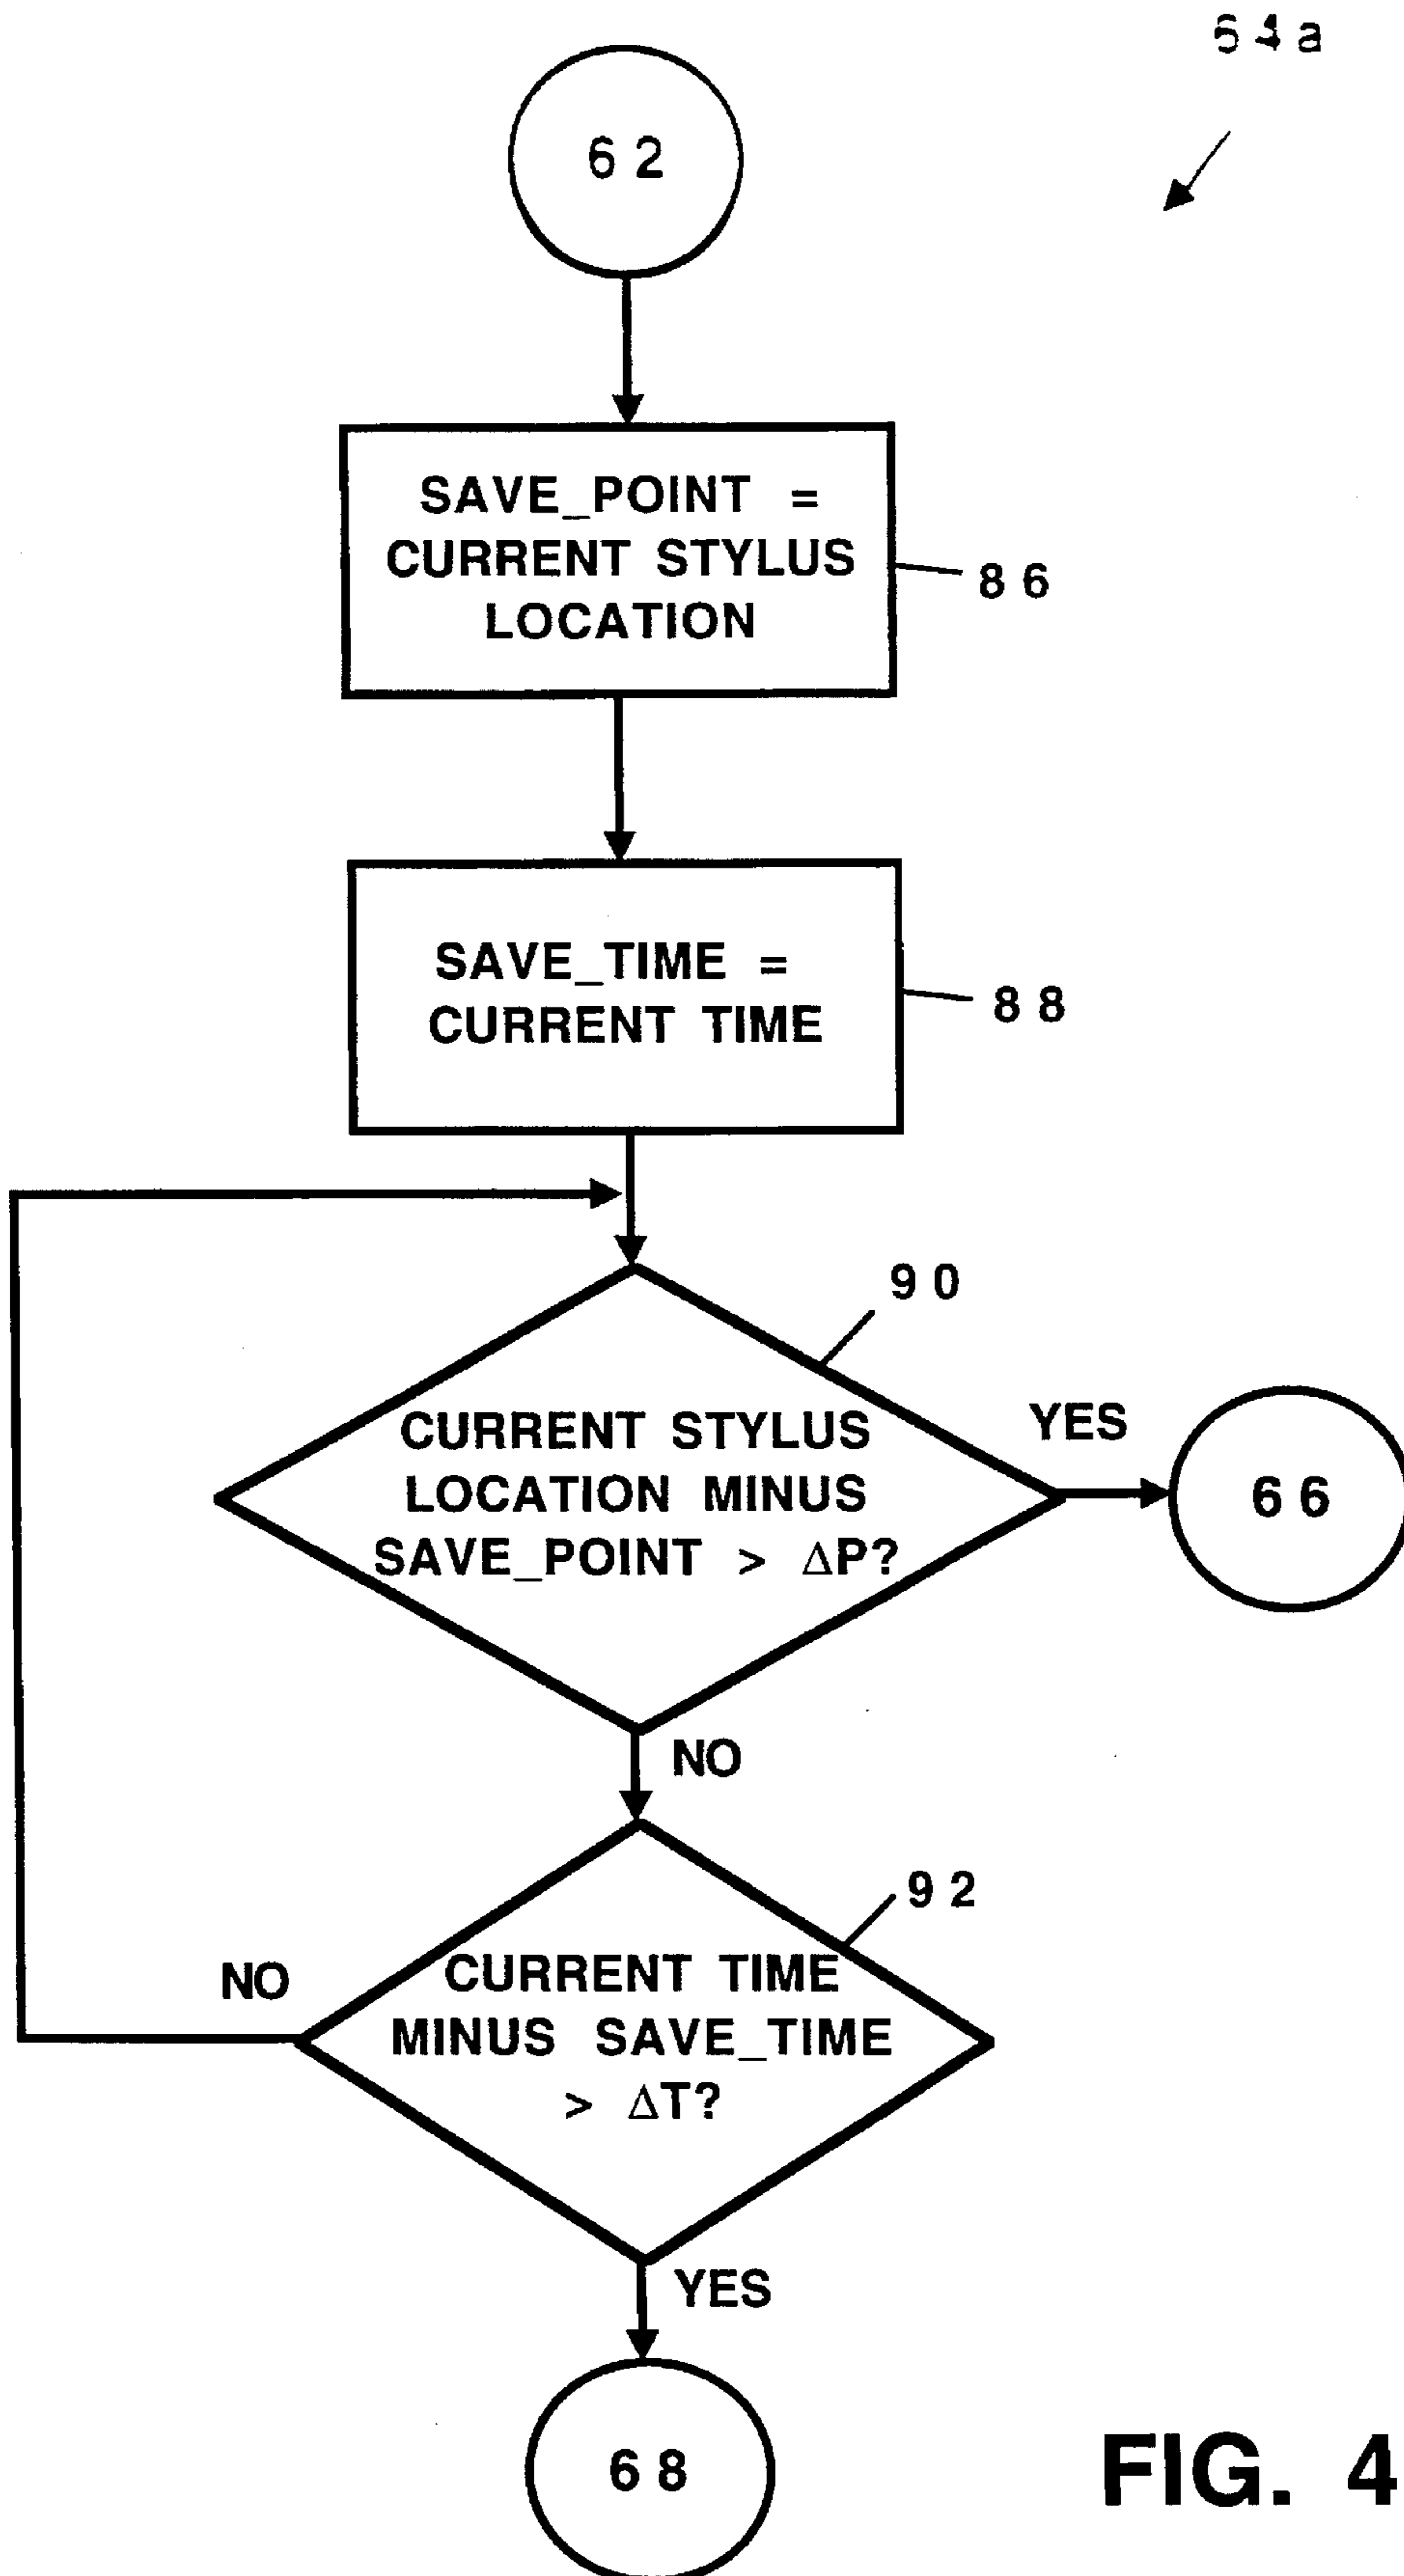 64a
62
SAVE_POINT =
CURRENT STYLUS
LOCATION
86
SAVE_TIME =
CURRENT TIME
88
90
CURRENT STYLUS
LOCATION MINUS
SAVE_POINT > ΔP?
YES
66
NO
92
CURRENT TIME
MINUS SAVE_TIME
> ΔT?
NO
YES
68
FIG. 4